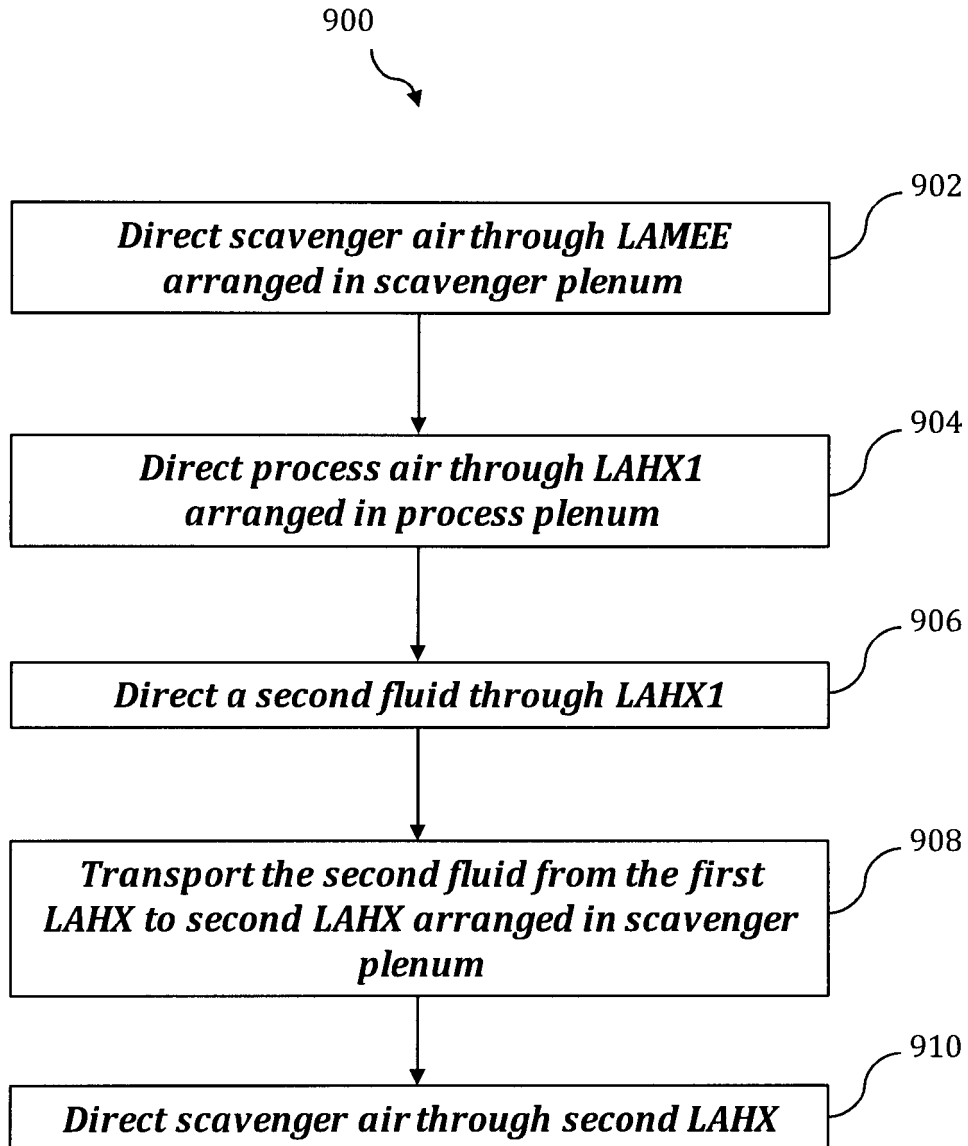 900
902
Direct scavenger air through LAMEE
arranged in scavenger plenum
904
Direct process air through LAHX1
arranged in process plenum
906
Direct a second fluid through LAHX1
908
Transport the second fluid from the first
LAHX to second LAHX arranged in scavenger
plenum
910
Direct scavenger air through second LAHX